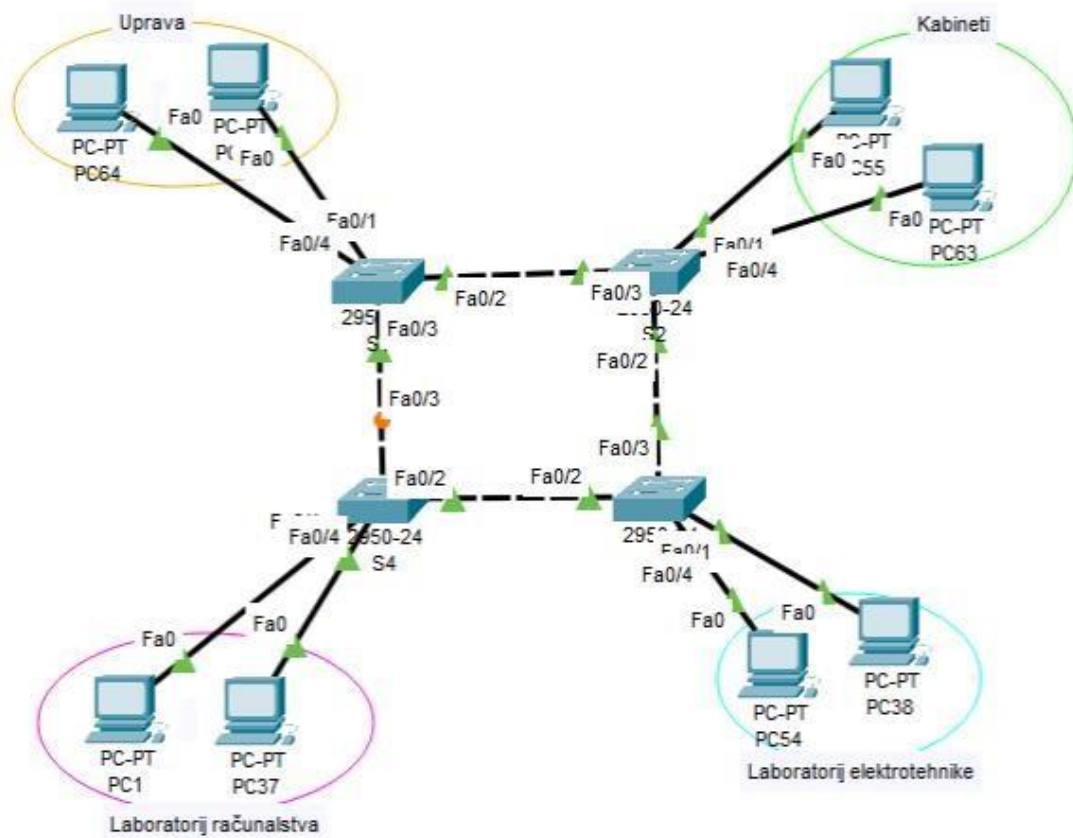 Uprava
Kabineti
Fa0
PC-PT
PC64
PC-PT
Fa0
Fa0/4
PC-PT
Fa0
Fa0
PC-PT
PC63
Fa0/4
Fa0/2
Fa0/3
S2
Fa0/3
Fa0/2
Fa0/3
Fa0/3
Fa0/2
Fa0/2
Fa0/4
2950-24
S4
Fa0/1
Fa0/4
Fa0
Fa0
PC-PT
PC1
PC-PT
PC37
Fa0
Fa0
PC-PT
PC54
PC-PT
PC38
Laboratorij elektrotehnike
Laboratorij računalstva